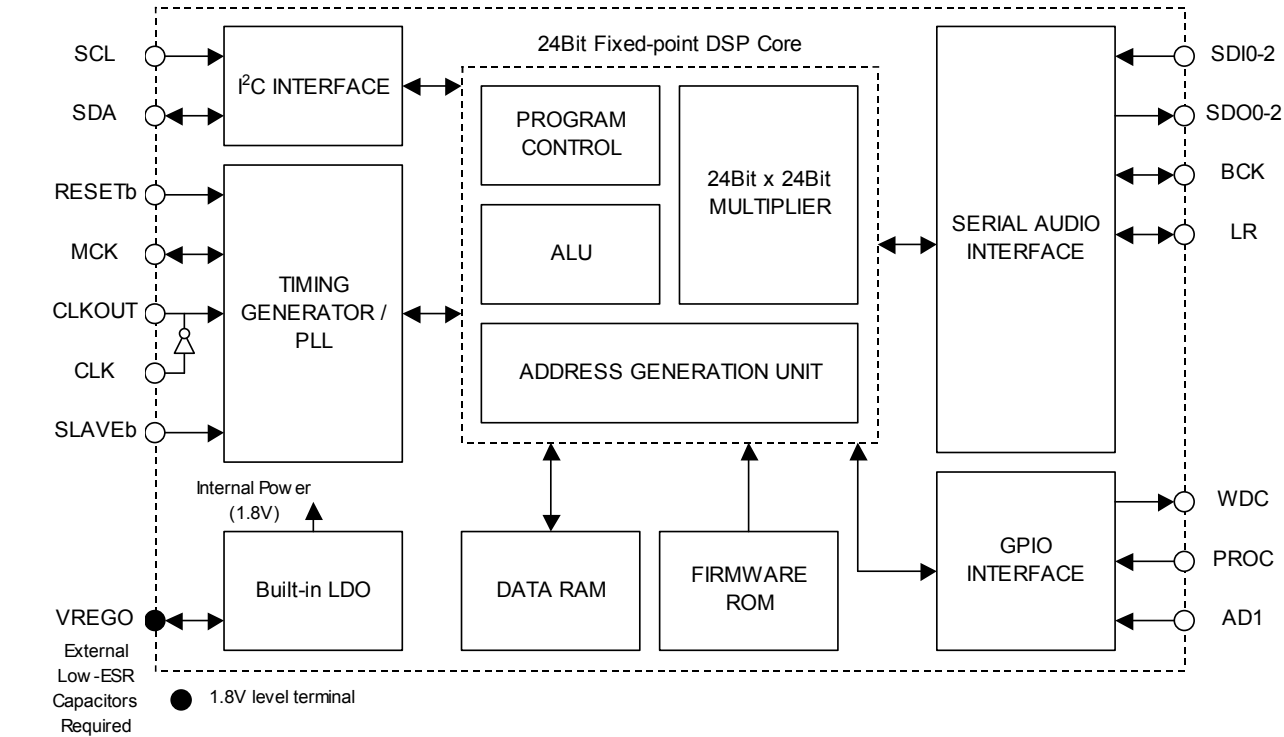 24Bit Fixed-point DSP Core
SCL
SDA
I²C INTERFACE
RESETb
MCK
CLKOUT
CLK
SLAVEb
TIMING
GENERATOR /
PLL
PROGRAM
CONTROL
24Bit x 24Bit
MULTIPLIER
ALU
ADDRESS GENERATION UNIT
SERIAL AUDIO
INTERFACE
SDI0-2
SDO0-2
BCK
LR
Internal Power
(1.8V)
Built-in LDO
DATA RAM
FIRMWARE
ROM
GPIO
INTERFACE
WDC
PROC
AD1
VREGO
External
Low-ESR
Capacitors
Required
1.8V level terminal